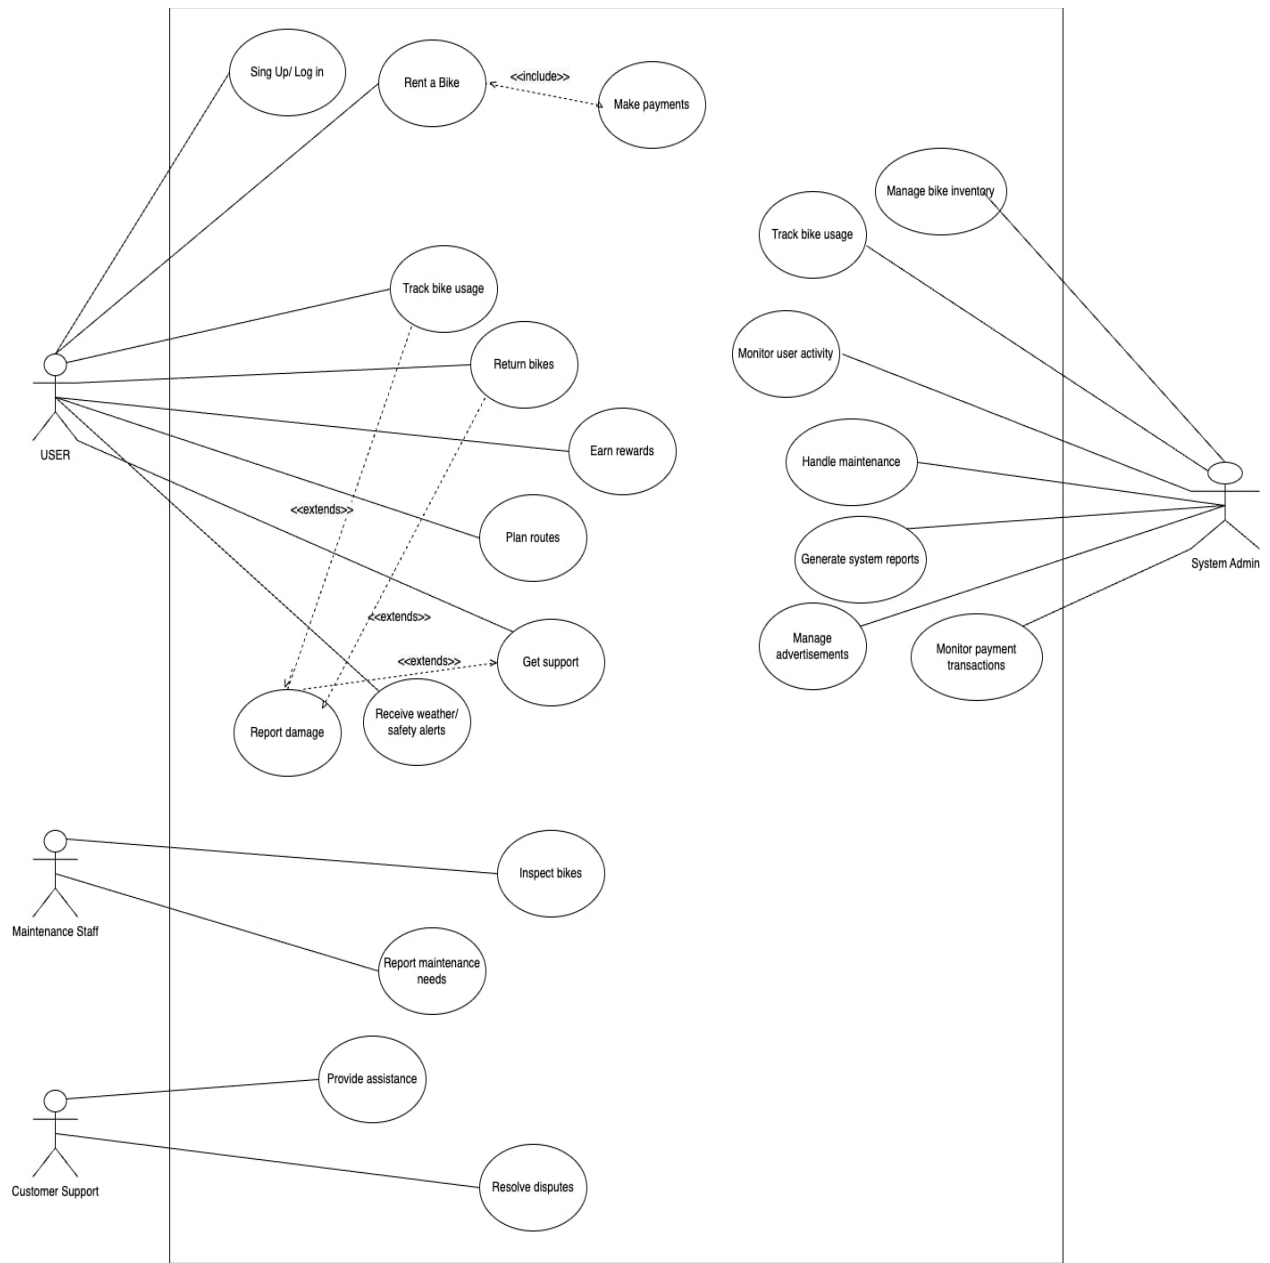 Sing Up/ Log in
Rent a Bike
<<include>>
Make payments
Manage bike inventory
Track bike usage
Track bike usage
Monitor user activity
Return bikes
USER
Earn rewards
Handle maintenance
<<extends>>
Plan routes
Generate system reports
System Admin
<<extends>>
Manage
advertisements
Monitor payment
transactions
<<extends>>
Get support
Report damage
Receive weather/
safety alerts
Inspect bikes
Maintenance Staff
Report maintenance
needs
Provide assistance
Customer Support
Resolve disputes